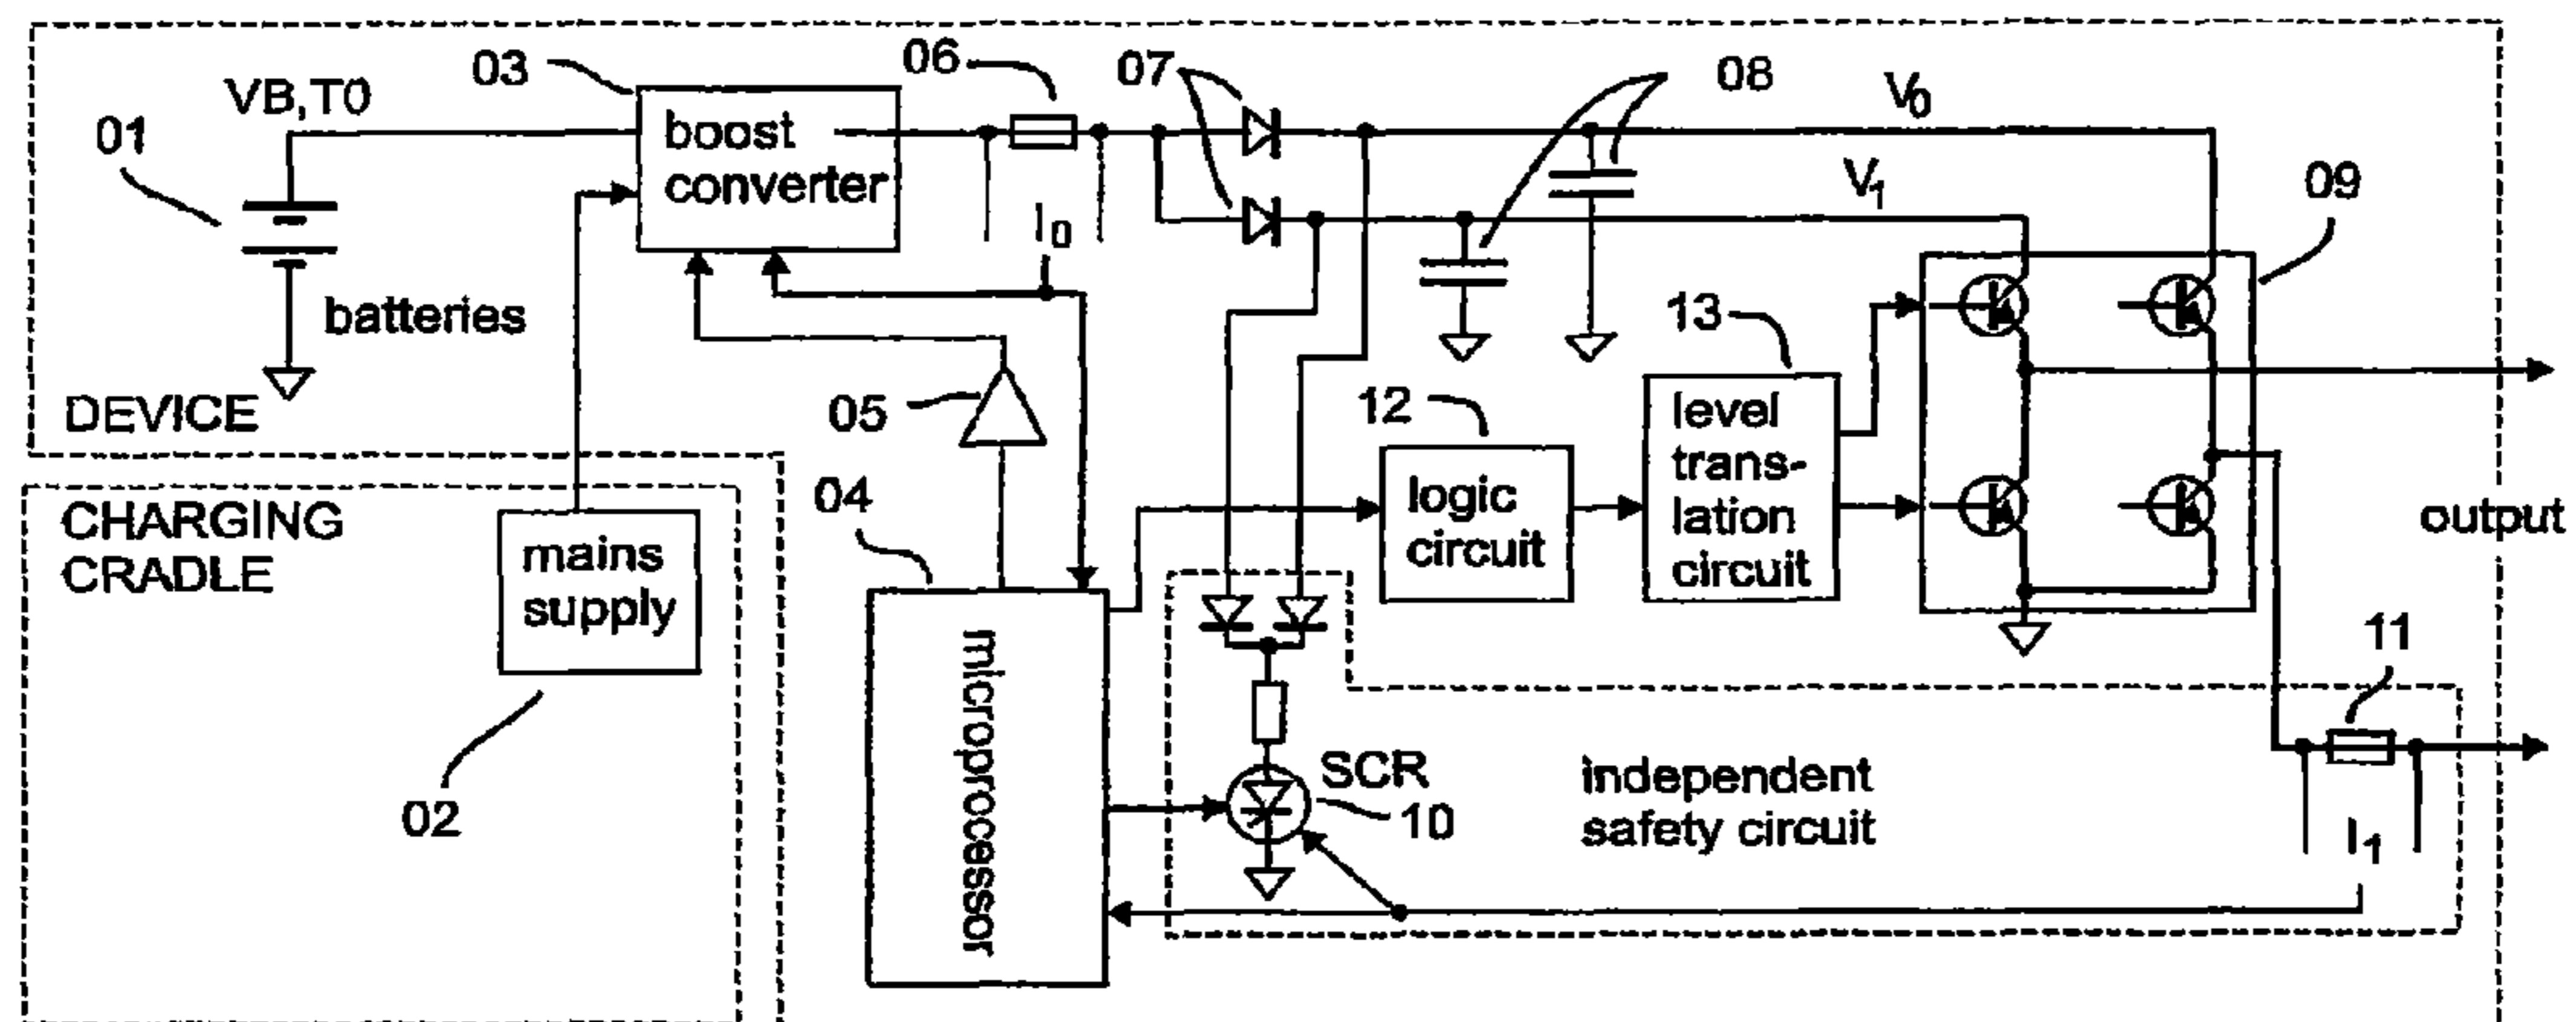 03
06
07
08
V0
VB,T0
01
boost
converter
V1
09
I0
batteries
13
DEVICE
05
12
level
trans-
lation
circuit
04
logic
circuit
output
CHARGING
CRADLE
mains
supply
11
microprocessor
SCR
10
independent
safety circuit
02
I1